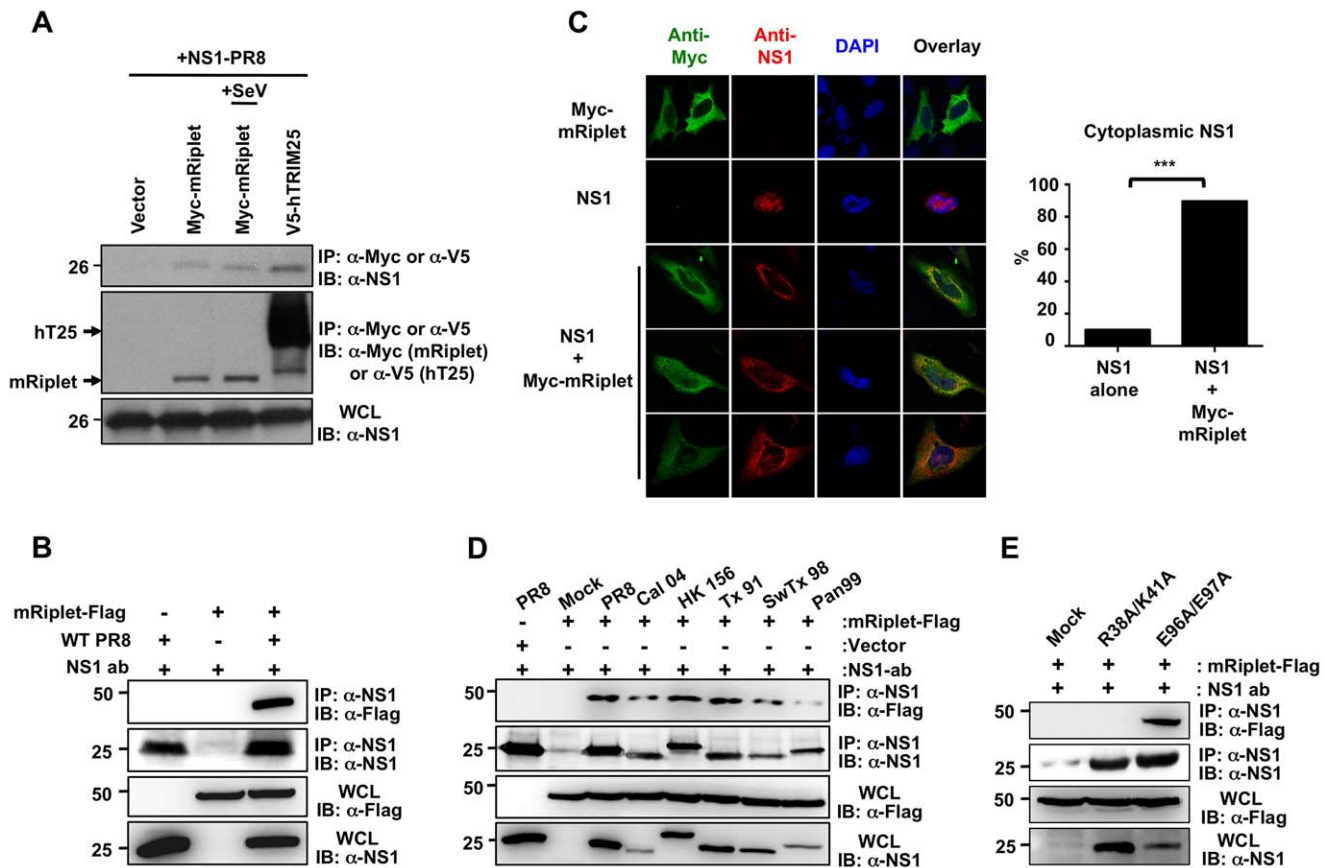 A
+NS1-PR8
+SeV
Vector
Myc-mRiplet
Myc-mRiplet
V5-hTRIM25
26
IP: α-Myc or α-V5
IB: α-NS1
hT25
mRiplet
IP: α-Myc or α-V5
IB: α-Myc (mRiplet)
or α-V5 (hT25)
26
WCL
IB: α-NS1
C
Anti-Myc
Anti-NS1
DAPI
Overlay
Myc-
mRiplet
NS1
NS1
+
Myc-mRiplet
Cytoplasmic NS1
***
100
80
60
40
20
0
%
NS1
alone
NS1
+
Myc-
mRiplet
B
mRiplet-Flag - + +
WT PR8 + - +
NS1 ab + + +
50
IP: α-NS1
IB: α-Flag
25
IP: α-NS1
IB: α-NS1
50
WCL
IB: α-Flag
25
WCL
IB: α-NS1
D
PR8 Mock PR8 Cal 04 HK 156 Tx 91 SwTx 98 Pan99
- + + + + + + + :mRiplet-Flag
+ - - - - - - - :Vector
+ + + + + + + + :NS1-ab
50
IP: α-NS1
IB: α-Flag
25
IP: α-NS1
IB: α-NS1
50
WCL
IB: α-Flag
25
WCL
IB: α-NS1
E
Mock R38A/K41A E96A/E97A
+ + + : mRiplet-Flag
+ + + : NS1 ab
50
IP: α-NS1
IB: α-Flag
25
IP: α-NS1
IB: α-NS1
50
WCL
IB: α-Flag
25
WCL
IB: α-NS1